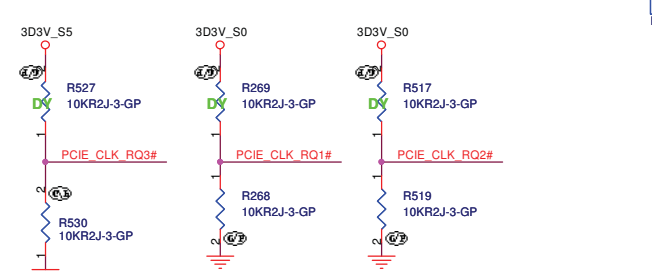 3D3V_S5
3D3V_S0
3D3V_S0
R527
10KR2J-3-GP
DY
R269
10KR2J-3-GP
DY
R517
10KR2J-3-GP
DY
1
1
1
PCIE_CLK_RQ3#
PCIE_CLK_RQ1#
PCIE_CLK_RQ2#
2
1
1
R530
10KR2J-3-GP
R268
10KR2J-3-GP
R519
10KR2J-3-GP
1
2
2